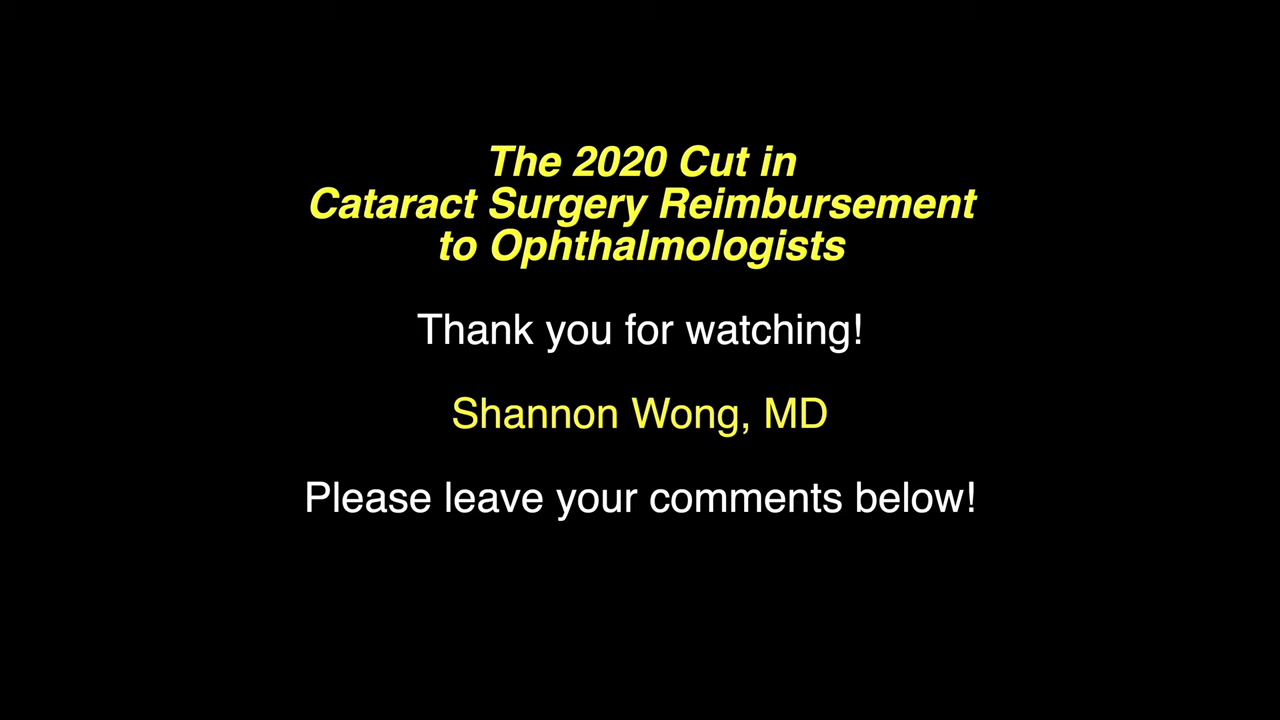 The 2020 Cut in
Cataract Surgery Reimbursement
to Ophthalmologists
Thank you for watching!
Shannon Wong, MD
Please leave your comments below!